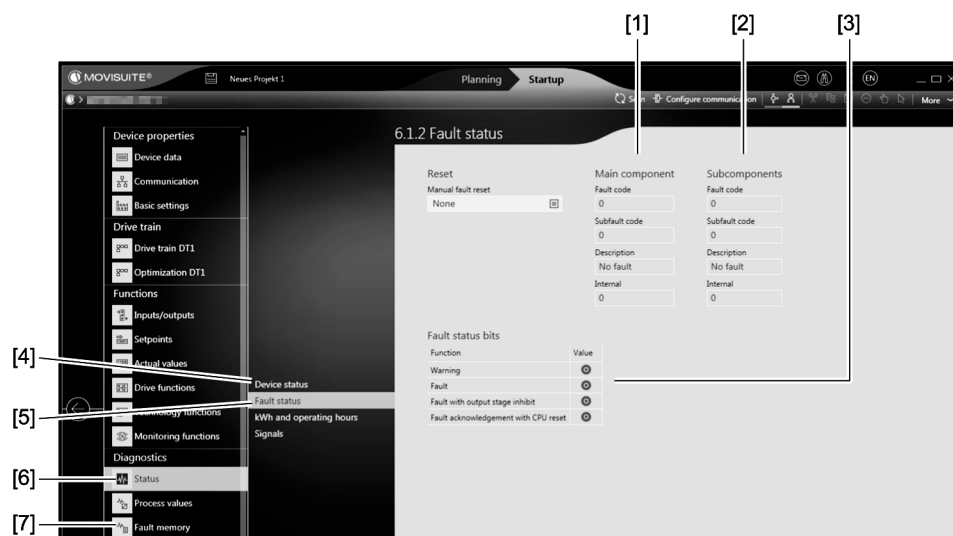 [1] [2] [3]
MOVISUITE® Neues Projekt 1 Planning Startup EN
Configure communication More
6.1.2 Fault status
Device properties
Device data
Communication
Basic settings
Drive train
Drive train DT1
Optimization DT1
Functions
Inputs/outputs
Setpoints
Actual values
Drive functions
Technology functions
Monitoring functions
Diagnostics
Status
Process values
Fault memory
[4]
[5]
[6]
[7]
Device status
Fault status
kWh and operating hours
Signals
Reset
Manual fault reset
None
Main component
Fault code
0
Subfault code
0
Description
No fault
Internal
0
Subcomponents
Fault code
0
Subfault code
0
Description
No fault
Internal
0
Fault status bits
Function Value
Warning
Fault
Fault with output stage inhibit
Fault acknowledgement with CPU reset